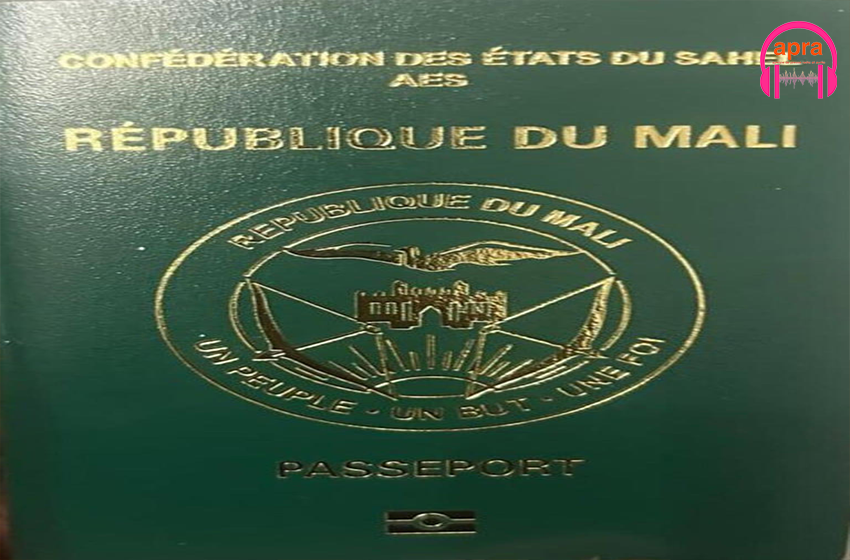 CONFÉDÉRATION DES ÉTATS DU SAHEL
AES
apra
RÉPUBLIQUE DU MALI
REPUBLIQUE DU MALI
UN PEUPLE - UN BUT - UNE FOI
PASSEPORT